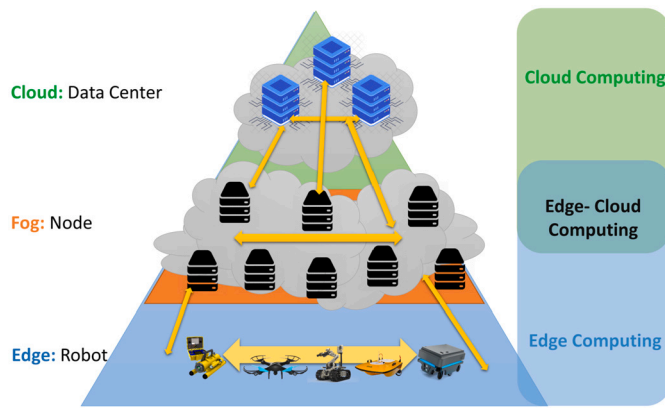 Cloud: Data Center
Cloud Computing
Fog: Node
Edge- Cloud
Computing
Edge: Robot
Edge Computing